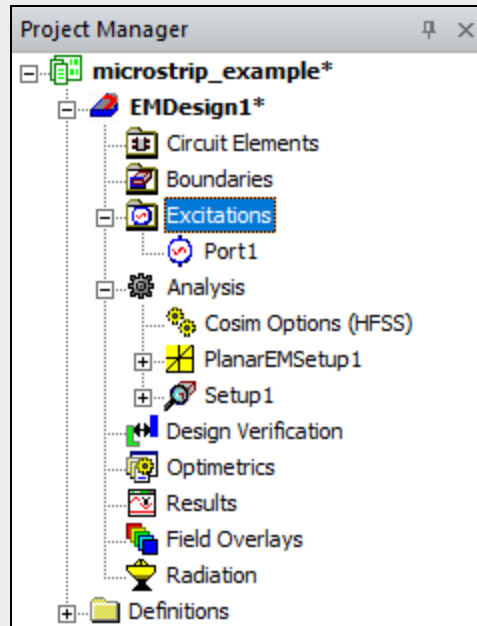 Project Manager
microstrip_example*
EMDesign1*
Circuit Elements
Boundaries
Excitations
Port1
Analysis
Cosim Options (HFSS)
PlanarEMSetup1
Setup1
Design Verification
Optimetrics
Results
Field Overlays
Radiation
Definitions